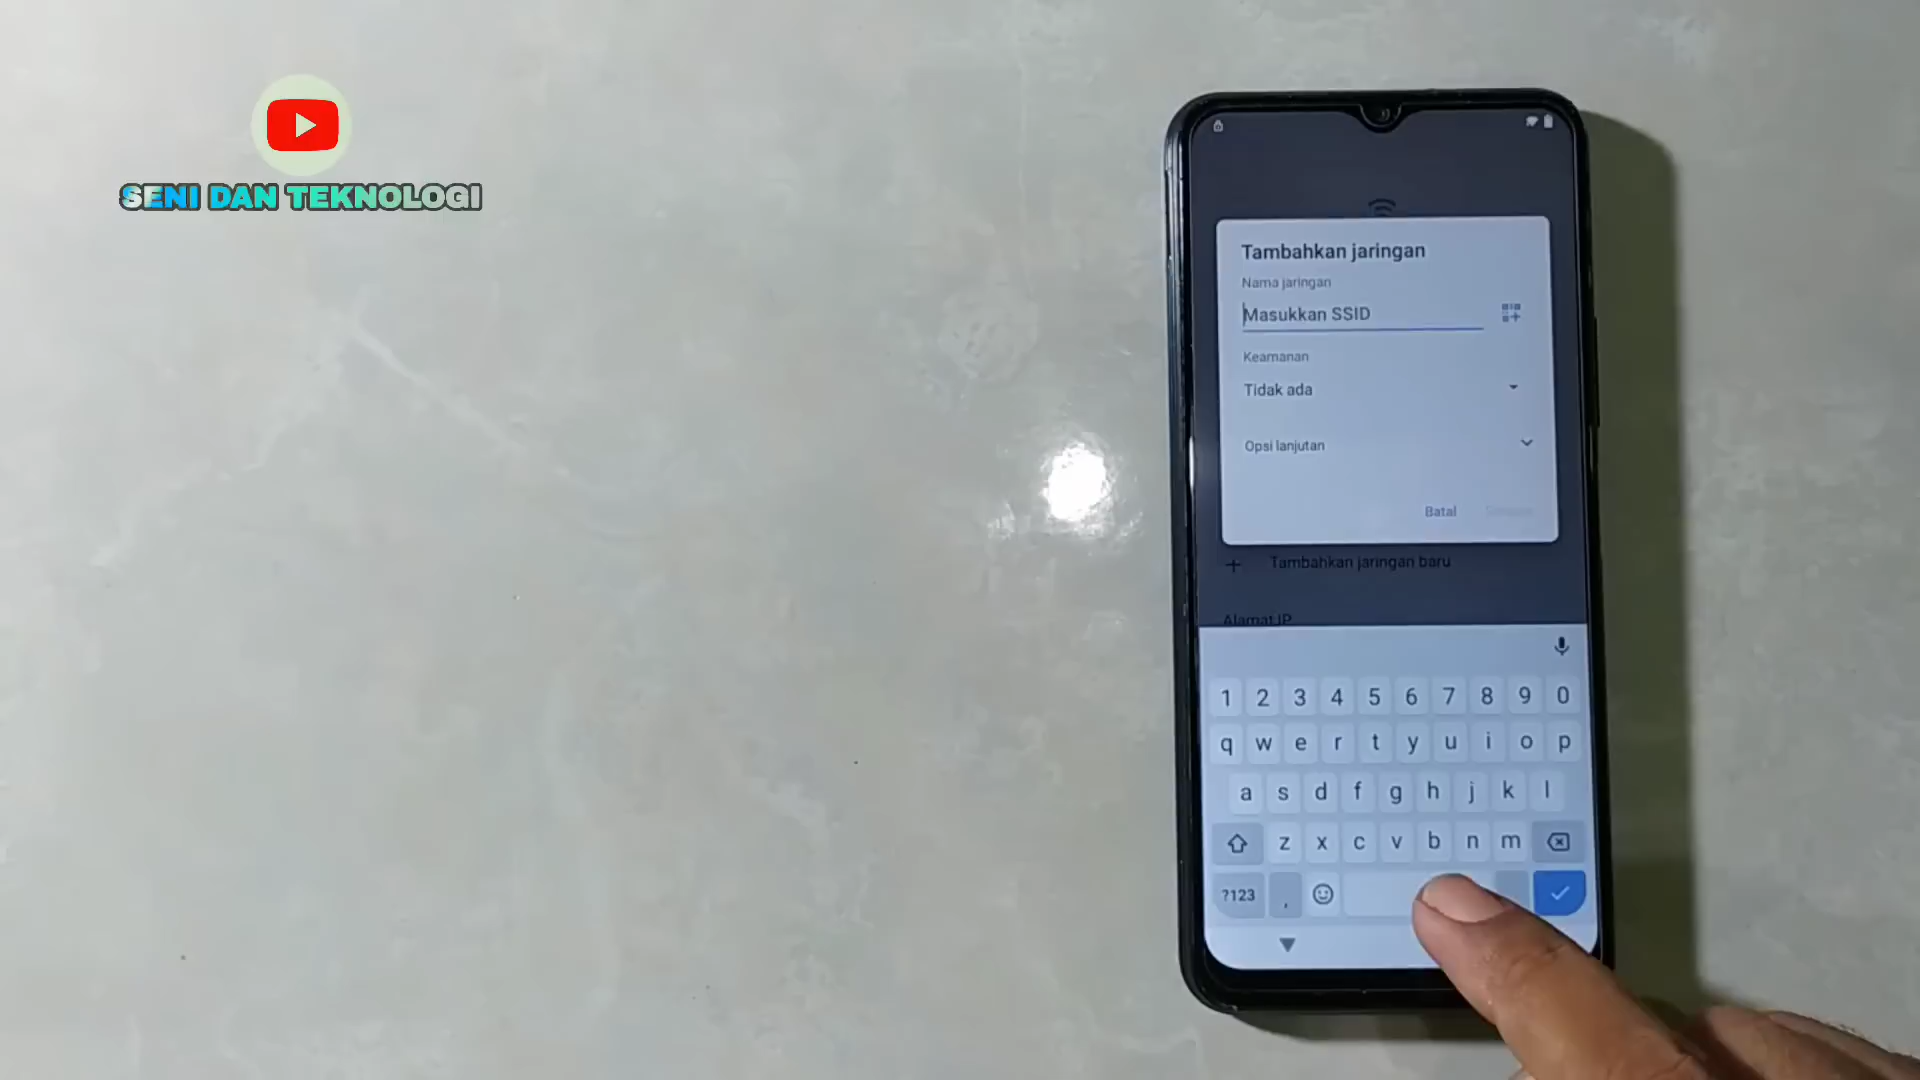 SENI DAN TEKNOLOGI
Tambahkan jaringan
Nama jaringan
Masukkan SSID
Keamanan
Tidak ada
Opsi lanjutan
Batal
Tambahkan jaringan baru
Alamat IP
1 2 3 4 5 6 7 8 9 0
q w e r t y u i o p
a s d f g h j k l
z x c v b n m
?123 ,